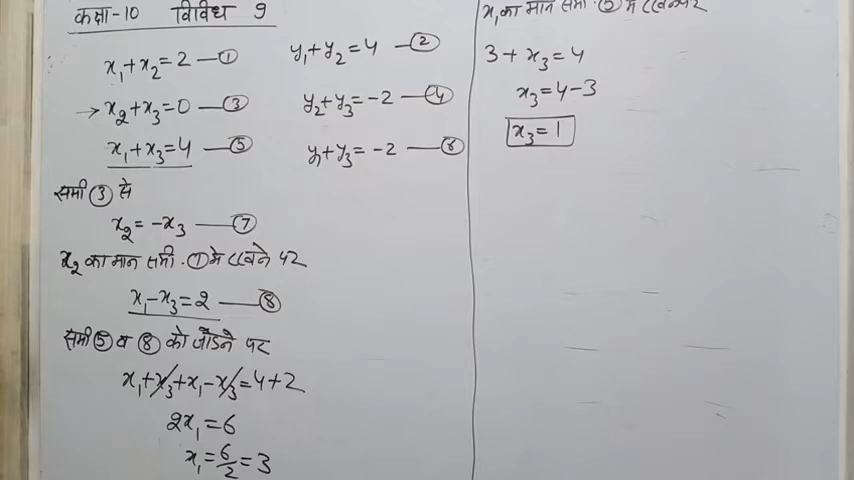 कक्षा-10 विविध 9
x₁+x₂=2 —① y₁+y₂=4 —②
→x₂+x₃=0 —③ y₂+y₃=-2 —④
x₁+x₃=4 —⑤ y₁+y₃=-2 —⑥
समी ③ से
x₂=-x₃ —⑦
x₂ का मान समी. ① मे रखने पर
x₁-x₃=2 —⑧
समी ⑤ व ⑧ को जोडने पर
x₁+x₃+x₁-x₃=4+2
2x₁=6
x₁=6/2=3
x₁ का मान समी. ⑤ में रखने पर
3+x₃=4
x₃=4-3
x₃=1